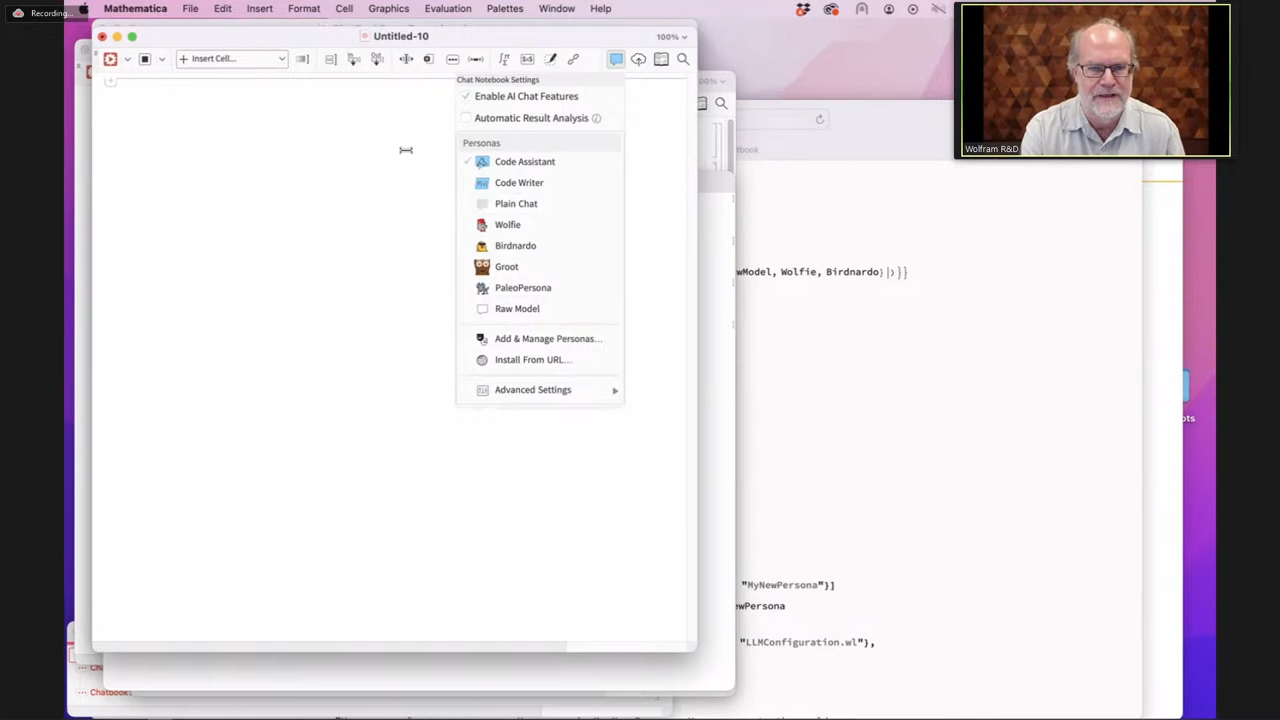 Recording...
Mathematica File Edit Insert Format Cell Graphics Evaluation Palettes Window Help
Untitled-10
100%
Insert Cell...
Chat Notebook Settings
Enable AI Chat Features
Automatic Result Analysis
Personas
Code Assistant
Code Writer
Plain Chat
Wolfie
Birdnardo
Groot
PaleoPersona
Raw Model
Add & Manage Personas...
Install From URL...
Advanced Settings
Wolfram R&D
wModel, Wolfie, Birdnardo) | ⟩ } }
"MyNewPersona"}]
ewPersona
"LLMConfiguration.wl"},
Chatbook: